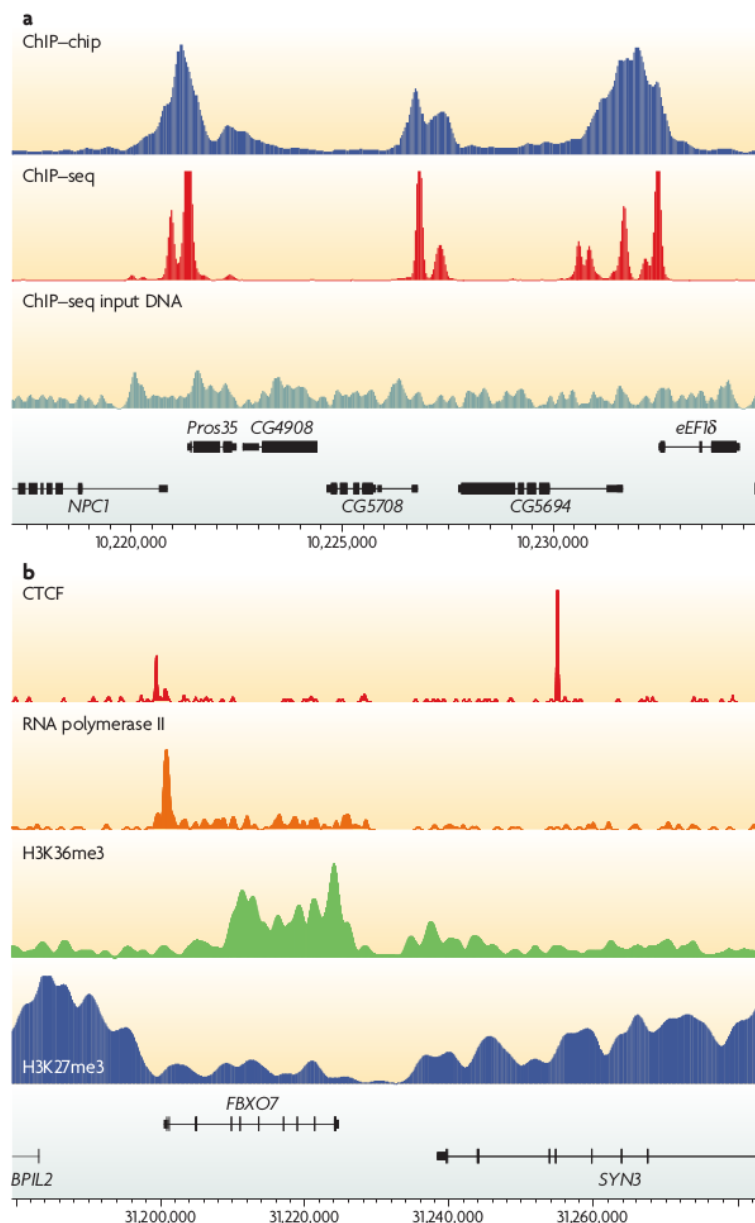 a
ChIP–chip
ChIP–seq
ChIP–seq input DNA
Pros35 CG4908 eEF1δ
NPC1 CG5708 CG5694
10,220,000 10,225,000 10,230,000
b
CTCF
RNA polymerase II
H3K36me3
H3K27me3
FBXO7
BPIL2 SYN3
31,200,000 31,220,000 31,240,000 31,260,000